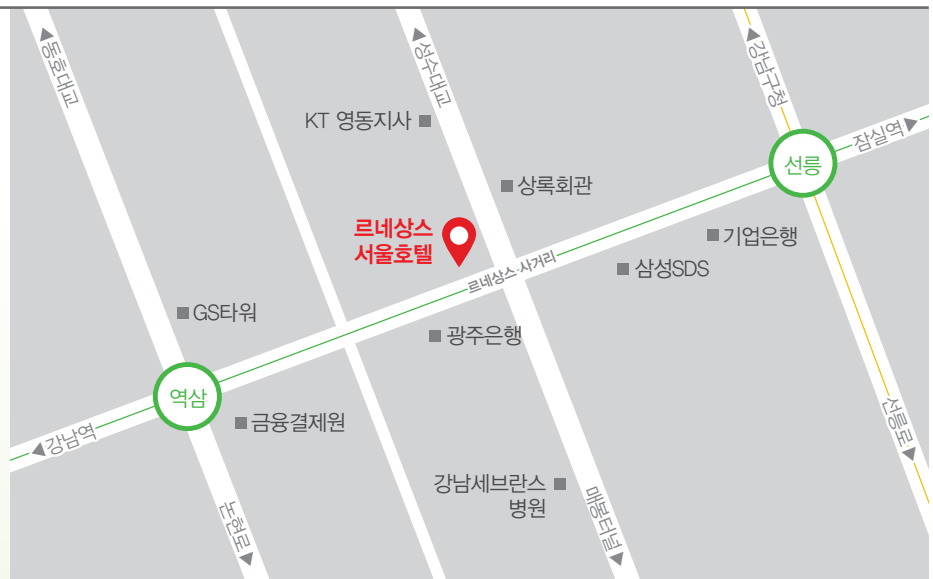 ◀동호대교
◀성수대교
◀강남구청
KT 영동지사
잠실역▶
선릉
상록회관
르네상스
서울호텔
기업은행
삼성SDS
르네상스 사거리
GS타워
광주은행
역삼
금융결제원
◀강남역
선릉로▶
강남세브란스
병원
매봉터널▶
논현로▶